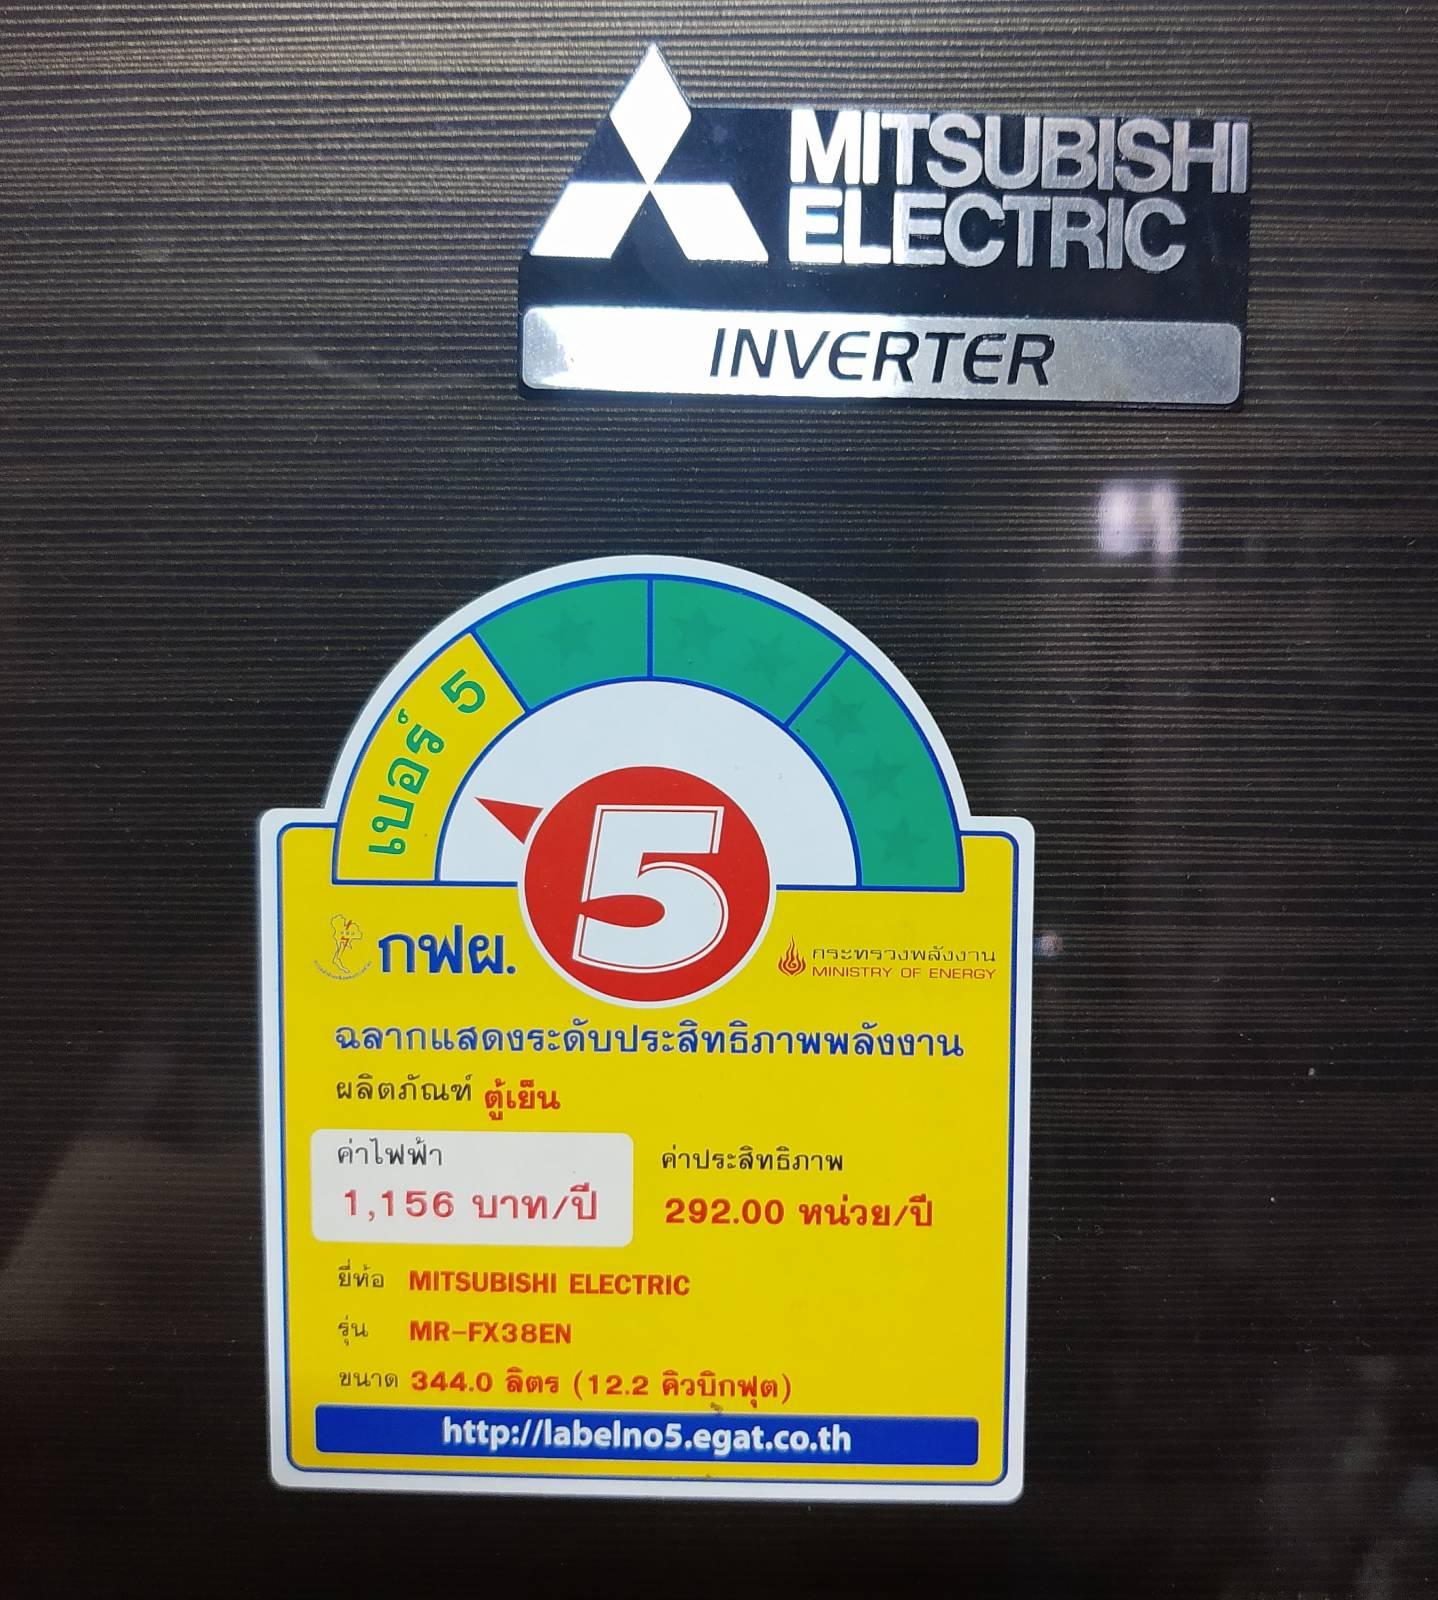 MITSUBISHI
ELECTRIC
INVERTER
เบอร์ 5
5
กฟผ.
กระทรวงพลังงาน
MINISTRY OF ENERGY
ฉลากแสดงระดับประสิทธิภาพพลังงาน
ผลิตภัณฑ์ ตู้เย็น
ค่าไฟฟ้า
1,156 บาท/ปี
ค่าประสิทธิภาพ
292.00 หน่วย/ปี
ยี่ห้อ MITSUBISHI ELECTRIC
รุ่น MR-FX38EN
ขนาด 344.0 ลิตร (12.2 คิวบิกฟุต)
http://labelno5.egat.co.th